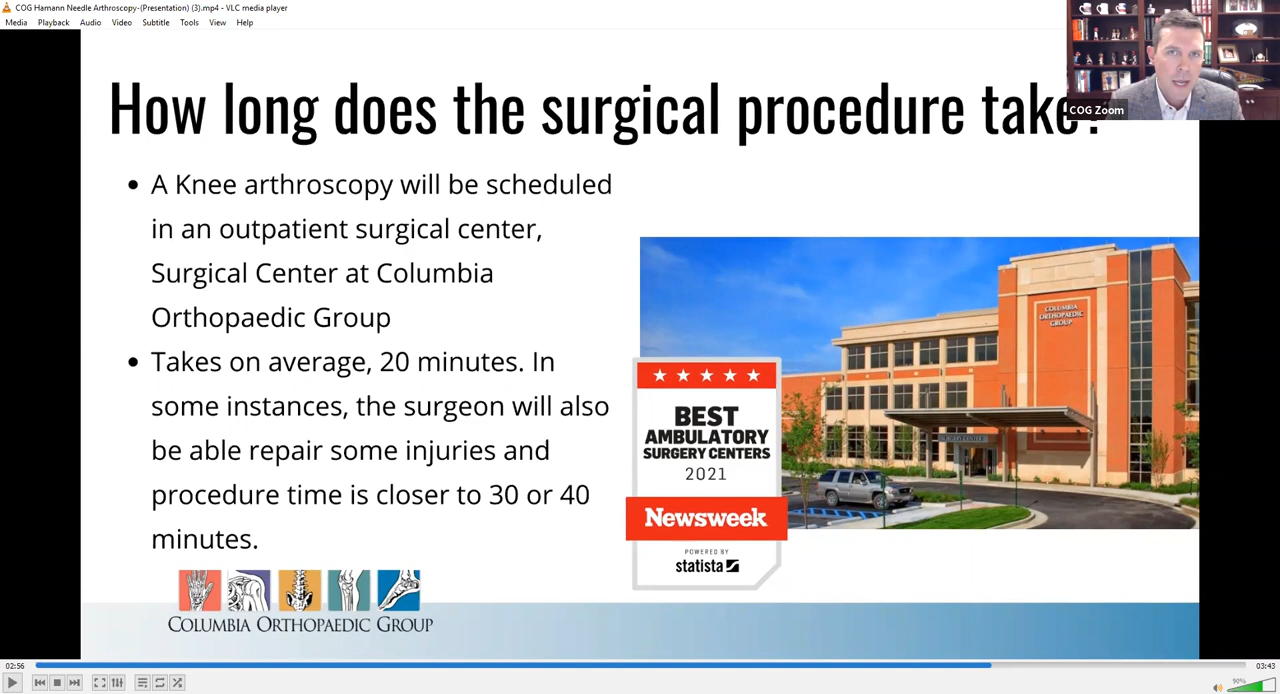 COG Hamann Needle Arthroscopy-(Presentation) (3).mp4 - VLC media player
Media Playback Audio Video Subtitle Tools View Help
How long does the surgical procedure take?
COG Zoom
• A Knee arthroscopy will be scheduled
in an outpatient surgical center,
Surgical Center at Columbia
Orthopaedic Group
• Takes on average, 20 minutes. In
some instances, the surgeon will also
be able repair some injuries and
procedure time is closer to 30 or 40
minutes.
COLUMBIA
ORTHOPAEDIC
GROUP
SURGERY CENTER
BEST
AMBULATORY
SURGERY CENTERS
2021
Newsweek
POWERED BY
statista
COLUMBIA ORTHOPAEDIC GROUP
02:56
03:43
90%